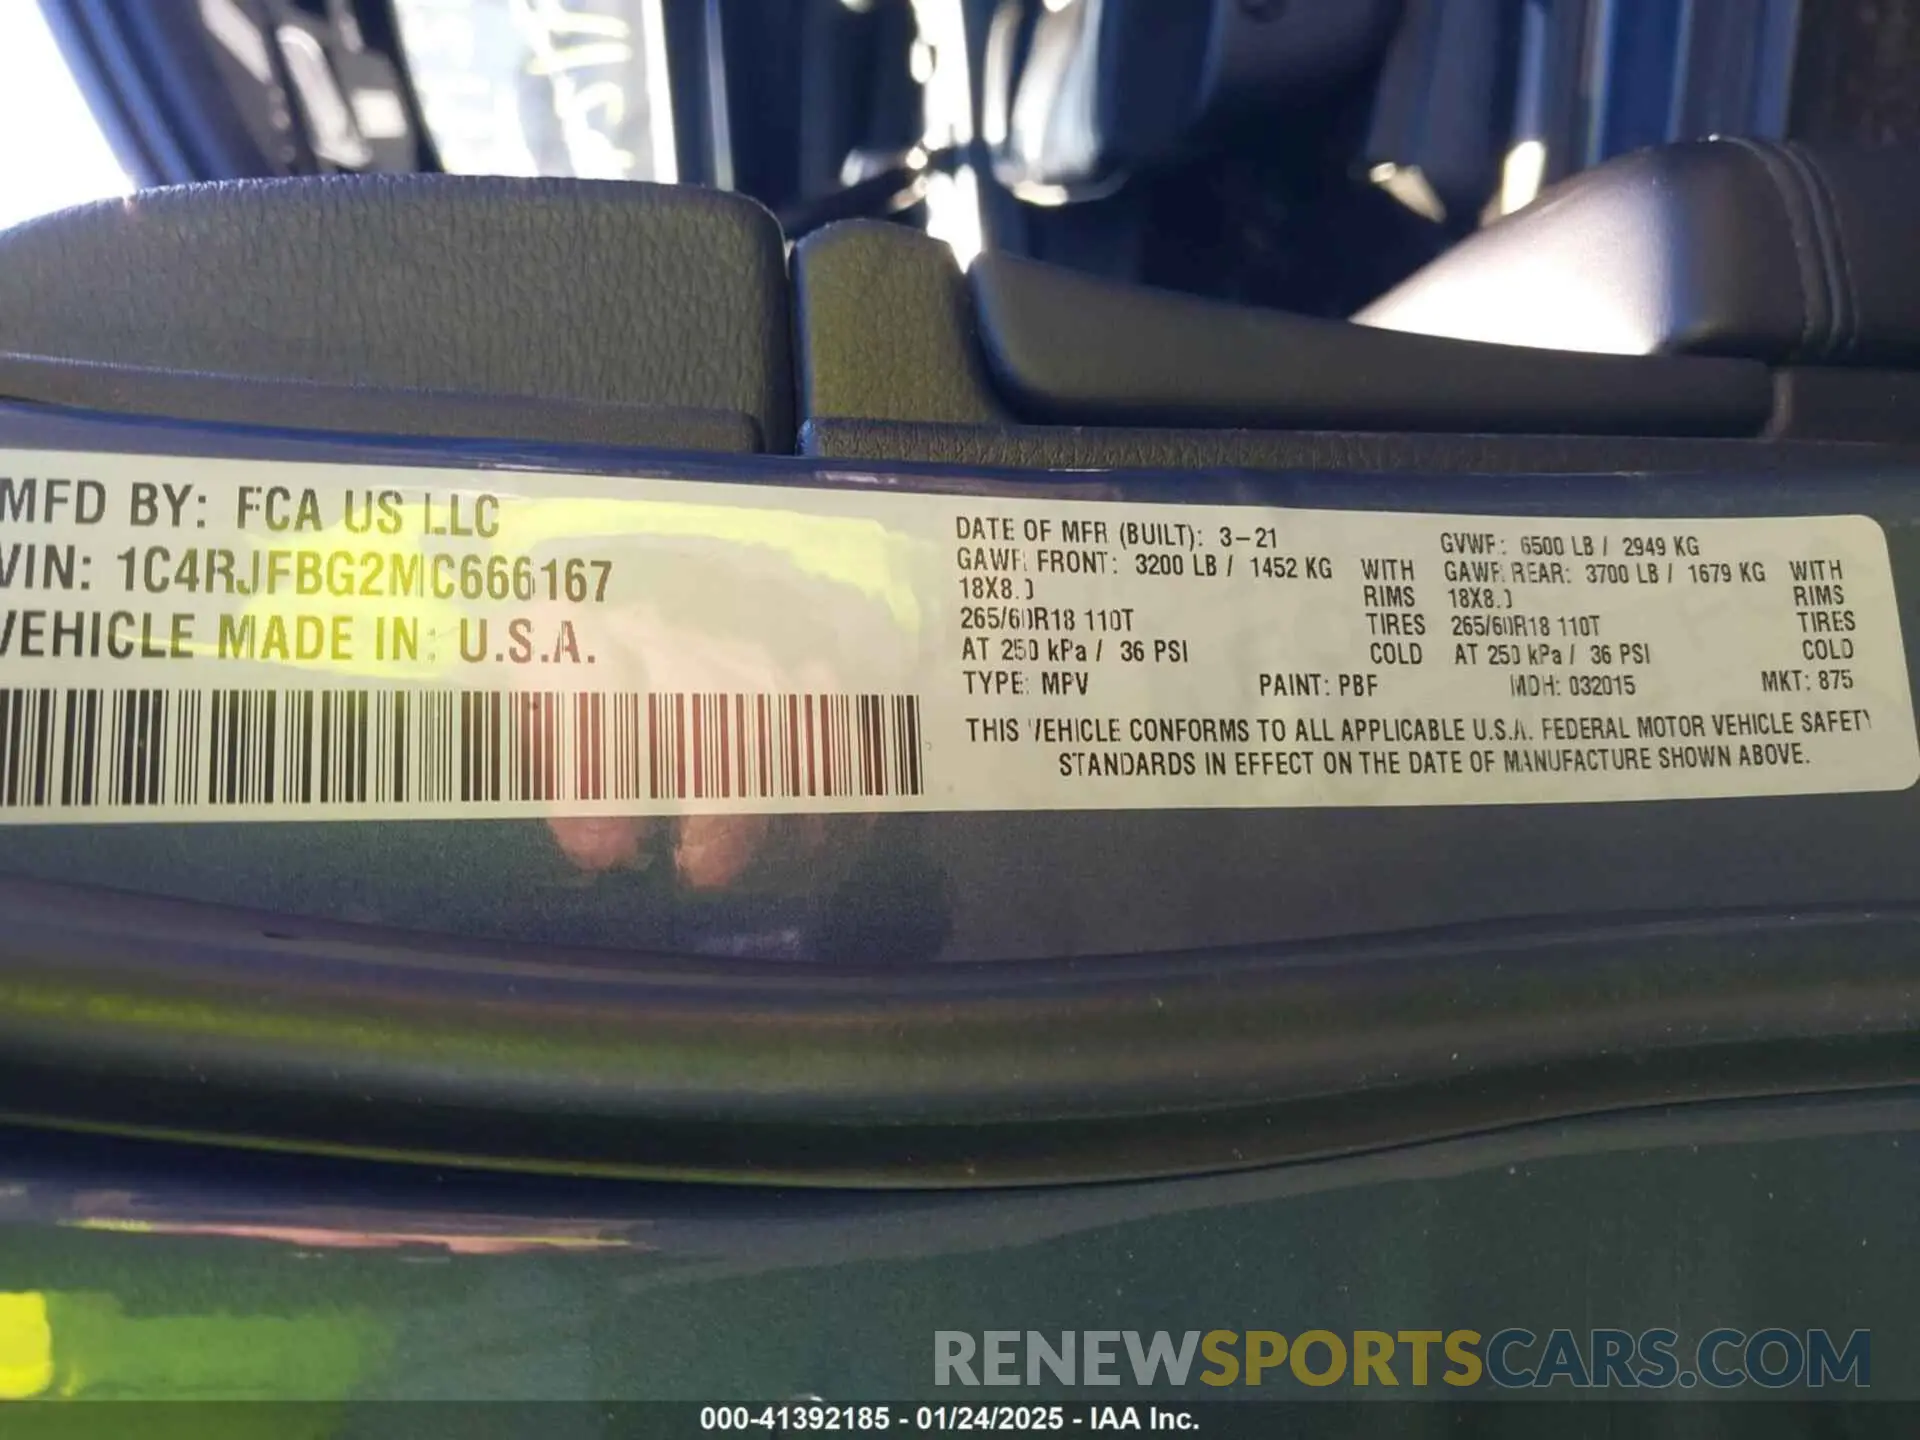 MFD BY: FCA US LLC
VIN: 1C4RJFBG2MC666167
VEHICLE MADE IN: U.S.A.
DATE OF MFR (BUILT): 3-21
GVWR: 6500 LB / 2949 KG
GAWR FRONT: 3200 LB / 1452 KG WITH
18X8.0 RIMS
265/60R18 110T TIRES
AT 250 kPa / 36 PSI COLD
GAWR REAR: 3700 LB / 1679 KG WITH
18X8.0 RIMS
265/60R18 110T TIRES
AT 250 kPa / 36 PSI COLD
TYPE: MPV PAINT: PBF MDH: 032015 MKT: 875
THIS VEHICLE CONFORMS TO ALL APPLICABLE U.S.A. FEDERAL MOTOR VEHICLE SAFETY
STANDARDS IN EFFECT ON THE DATE OF MANUFACTURE SHOWN ABOVE.
RENEWSPORTSCARS.COM
000-41392185 - 01/24/2025 - IAA Inc.